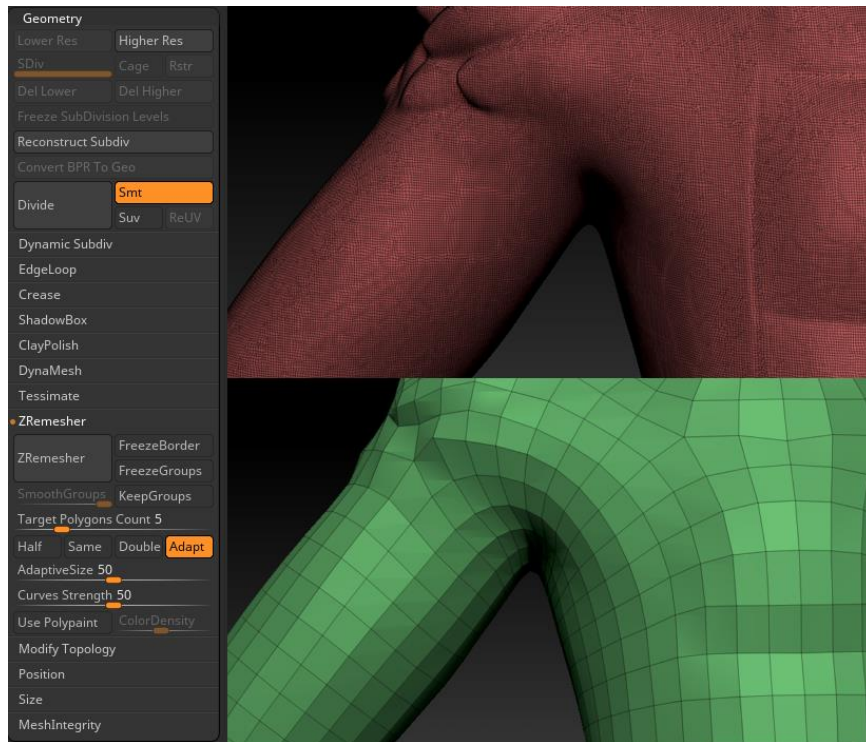 Geometry
Lower Res Higher Res
SDiv Cage Rstr
Del Lower Del Higher
Freeze SubDivision Levels
Reconstruct Subdiv
Convert BPR To Geo
Divide Smt
Suv ReUV
Dynamic Subdiv
EdgeLoop
Crease
ShadowBox
ClayPolish
DynaMesh
Tessimate
ZRemesher
ZRemesher FreezeBorder
FreezeGroups
SmoothGroups KeepGroups
Target Polygons Count 5
Half Same Double Adapt
AdaptiveSize 50
Curves Strength 50
Use Polypaint ColorDensity
Modify Topology
Position
Size
MeshIntegrity